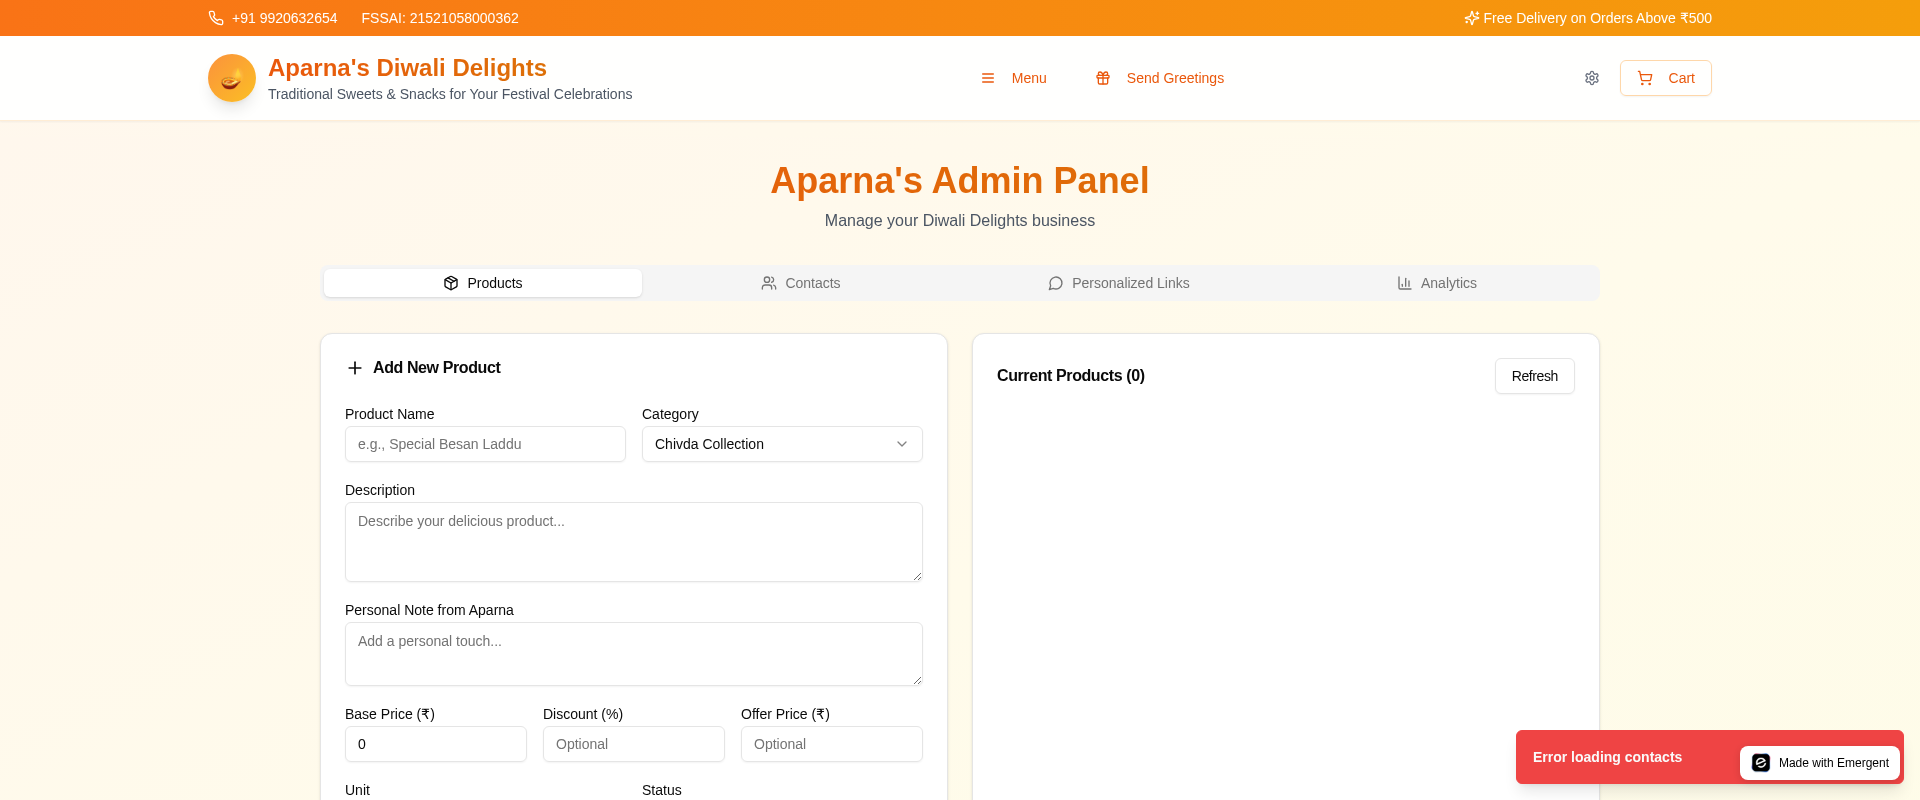 +91 9920632654
FSSAI: 21521058000362
Free Delivery on Orders Above ₹500
Aparna's Diwali Delights
Traditional Sweets & Snacks for Your Festival Celebrations
Menu
Send Greetings
Cart
Aparna's Admin Panel
Manage your Diwali Delights business
Products
Contacts
Personalized Links
Analytics
Add New Product
Product Name
Category
e.g., Special Besan Laddu
Chivda Collection
Description
Describe your delicious product...
Personal Note from Aparna
Add a personal touch...
Base Price (₹)
Discount (%)
Offer Price (₹)
0
Optional
Optional
Unit
Status
Current Products (0)
Refresh
Error loading contacts
Made with Emergent